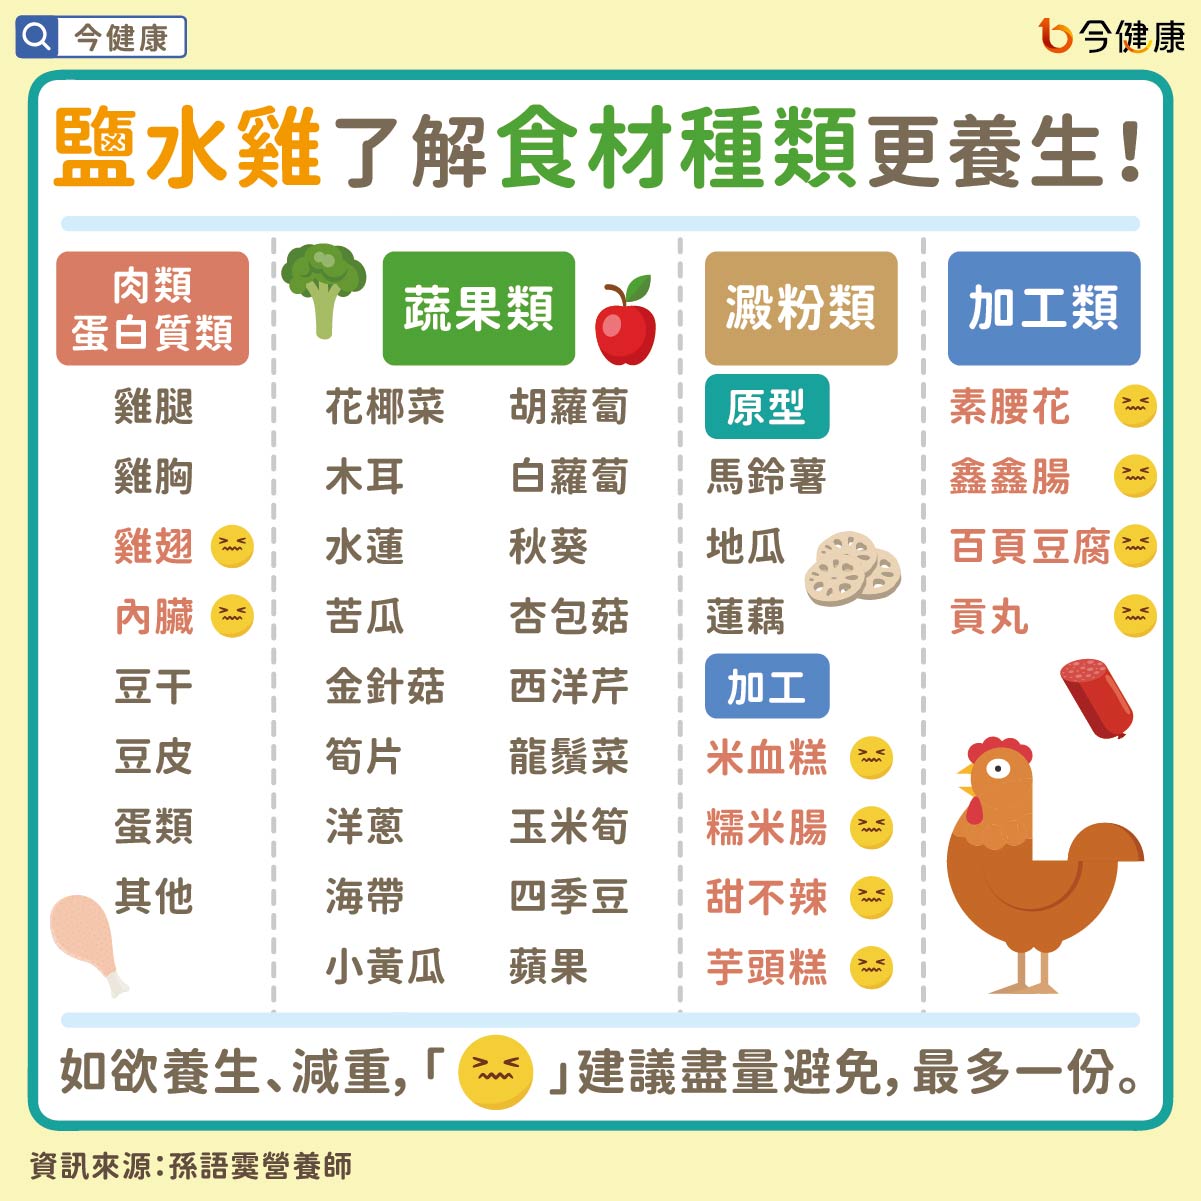 今健康
今健康
鹽水雞了解食材種類更養生！
肉類
蛋白質類
雞腿
雞胸
雞翅
內臟
豆干
豆皮
蛋類
其他
蔬果類
花椰菜
木耳
水蓮
苦瓜
金針菇
筍片
洋蔥
海帶
小黃瓜
胡蘿蔔
白蘿蔔
秋葵
杏包菇
西洋芹
龍鬚菜
玉米筍
四季豆
蘋果
澱粉類
原型
馬鈴薯
地瓜
蓮藕
加工
米血糕
糯米腸
甜不辣
芋頭糕
加工類
素腰花
鑫鑫腸
百頁豆腐
貢丸
如欲養生、減重，「」建議盡量避免，最多一份。
資訊來源：孫語霙營養師